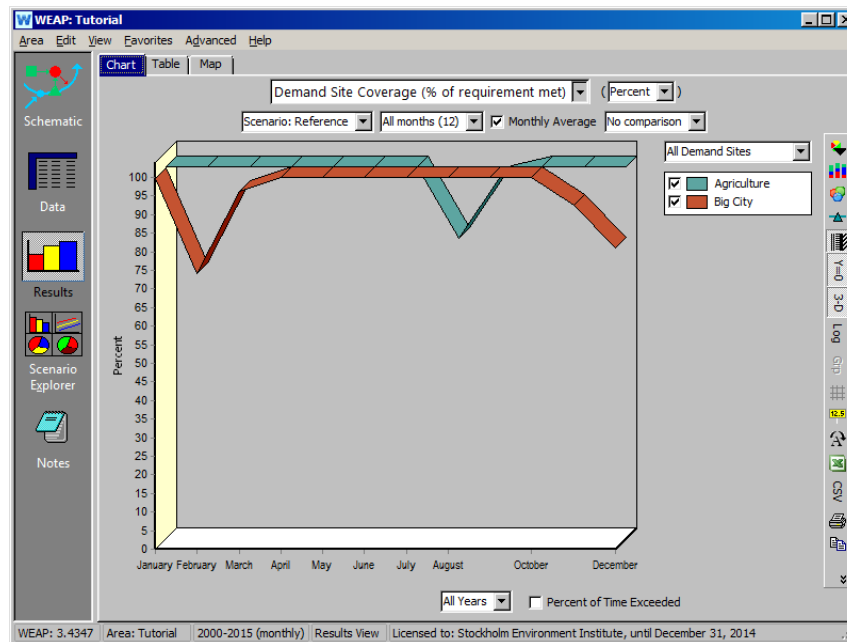 WEAP: Tutorial
Area Edit View Favorites Advanced Help
Chart Table Map
Demand Site Coverage (% of requirement met) (Percent)
Scenario: Reference All months (12) Monthly Average No comparison
Schematic
Data
Results
Scenario
Explorer
Notes
All Demand Sites
Agriculture
Big City
Percent
100
95
90
85
80
75
70
65
60
55
50
45
40
35
30
25
20
15
10
5
0
January February March April May June July August October December
All Years Percent of Time Exceeded
Y=0
3-D
Log
Grp
12.5
A
CSV
WEAP: 3.4347 Area: Tutorial 2000-2015 (monthly) Results View Licensed to: Stockholm Environment Institute, until December 31, 2014